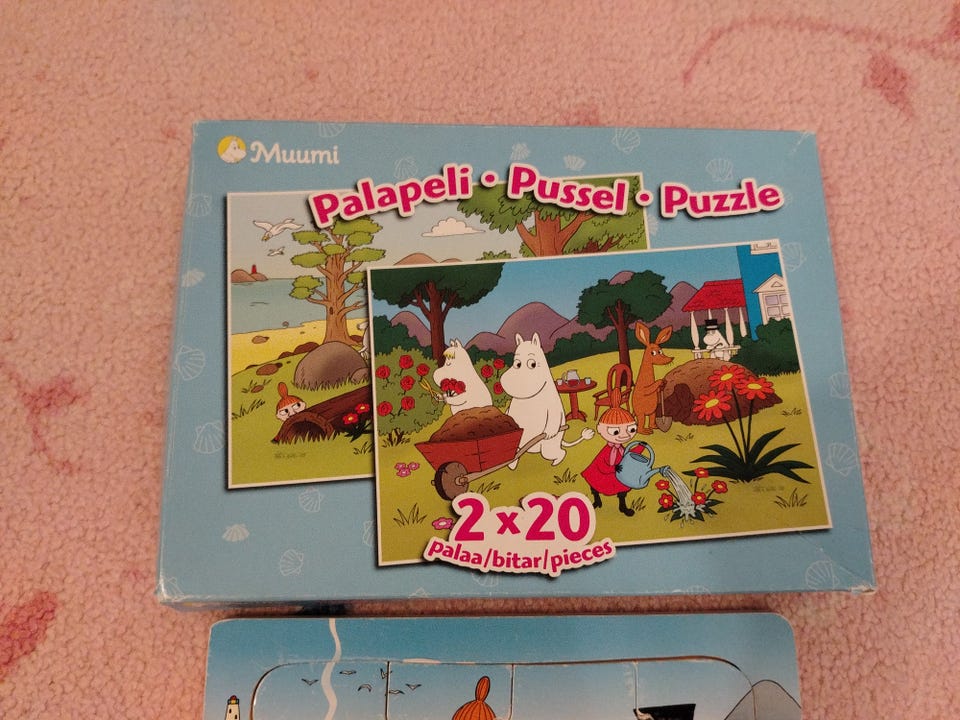 Muumi
Palapeli • Pussel • Puzzle
2 x 20
palaa/bitar/pieces